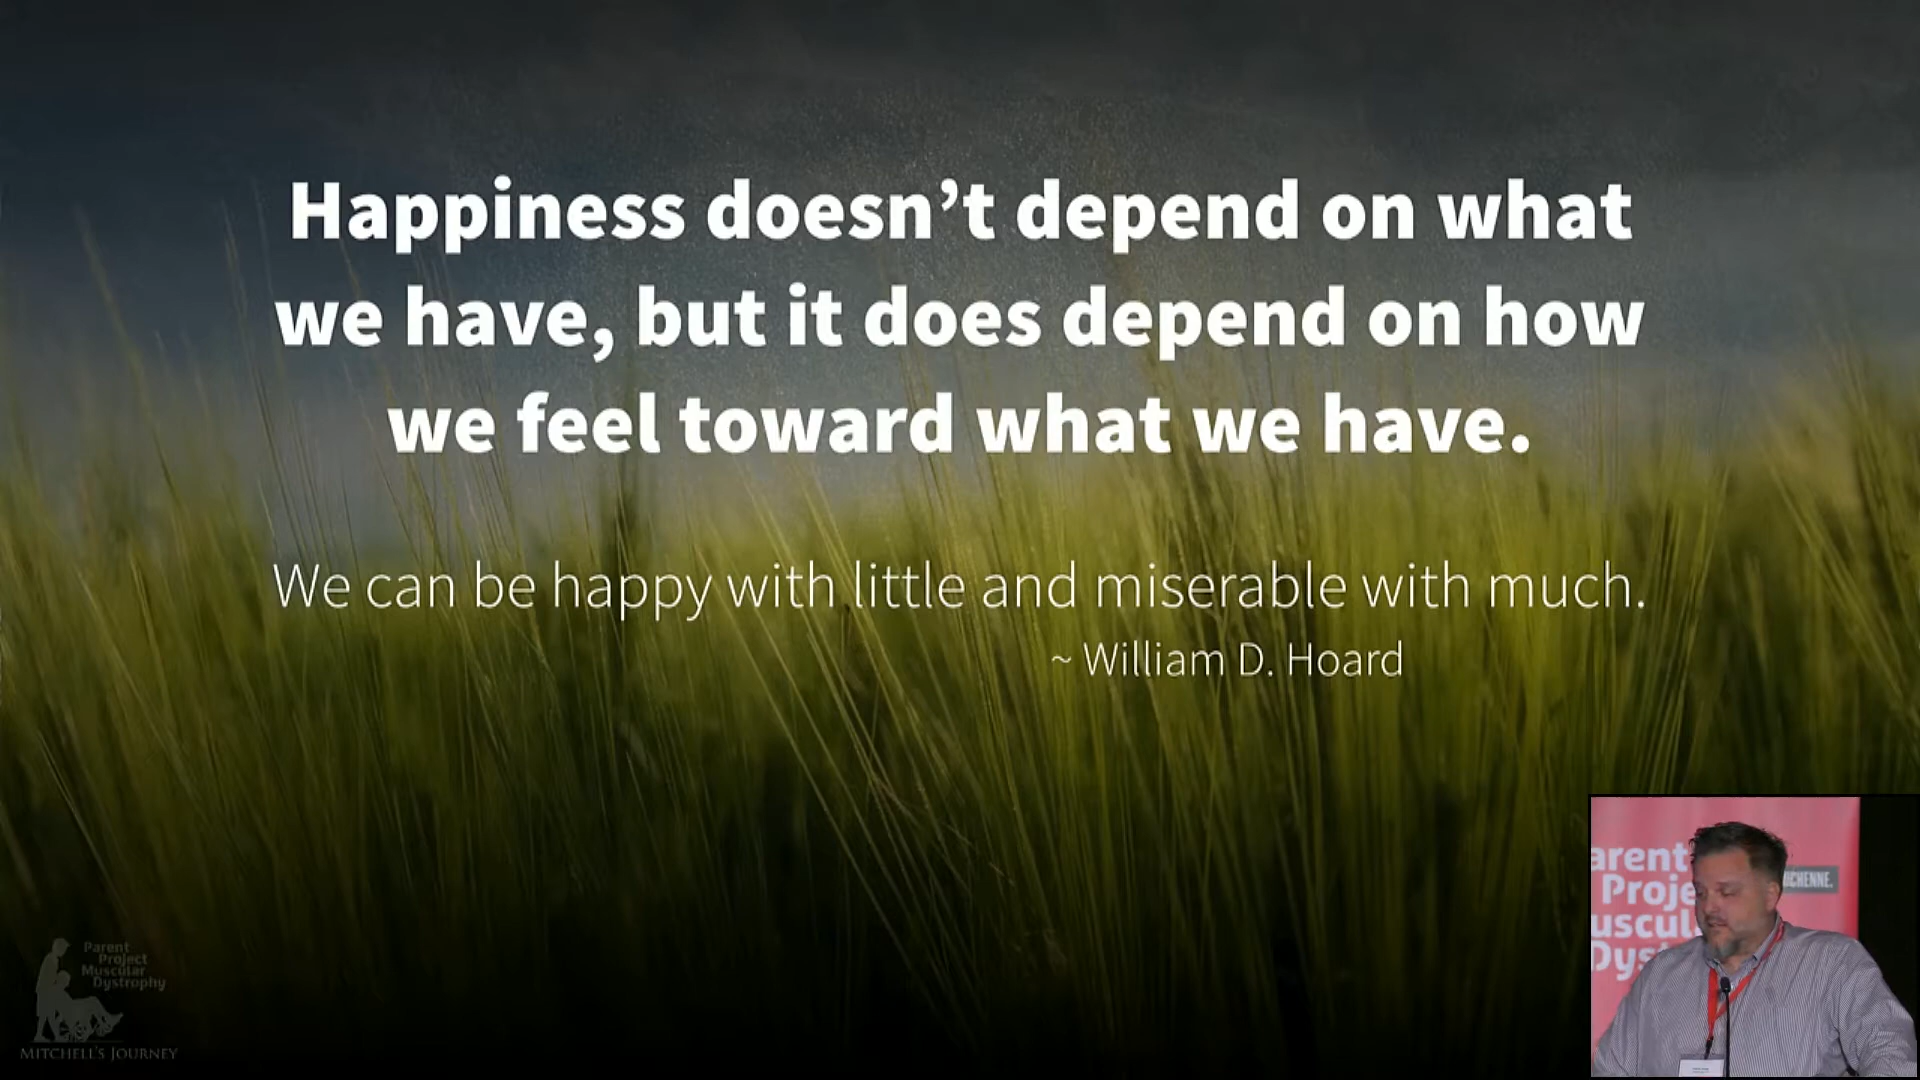 Happiness doesn’t depend on what
we have, but it does depend on how
we feel toward what we have.
We can be happy with little and miserable with much.
~ William D. Hoard
Parent
Project
Muscular
Dystrophy
MITCHELL'S JOURNEY
arent
Proje
uscul
Dys
CHENNE.